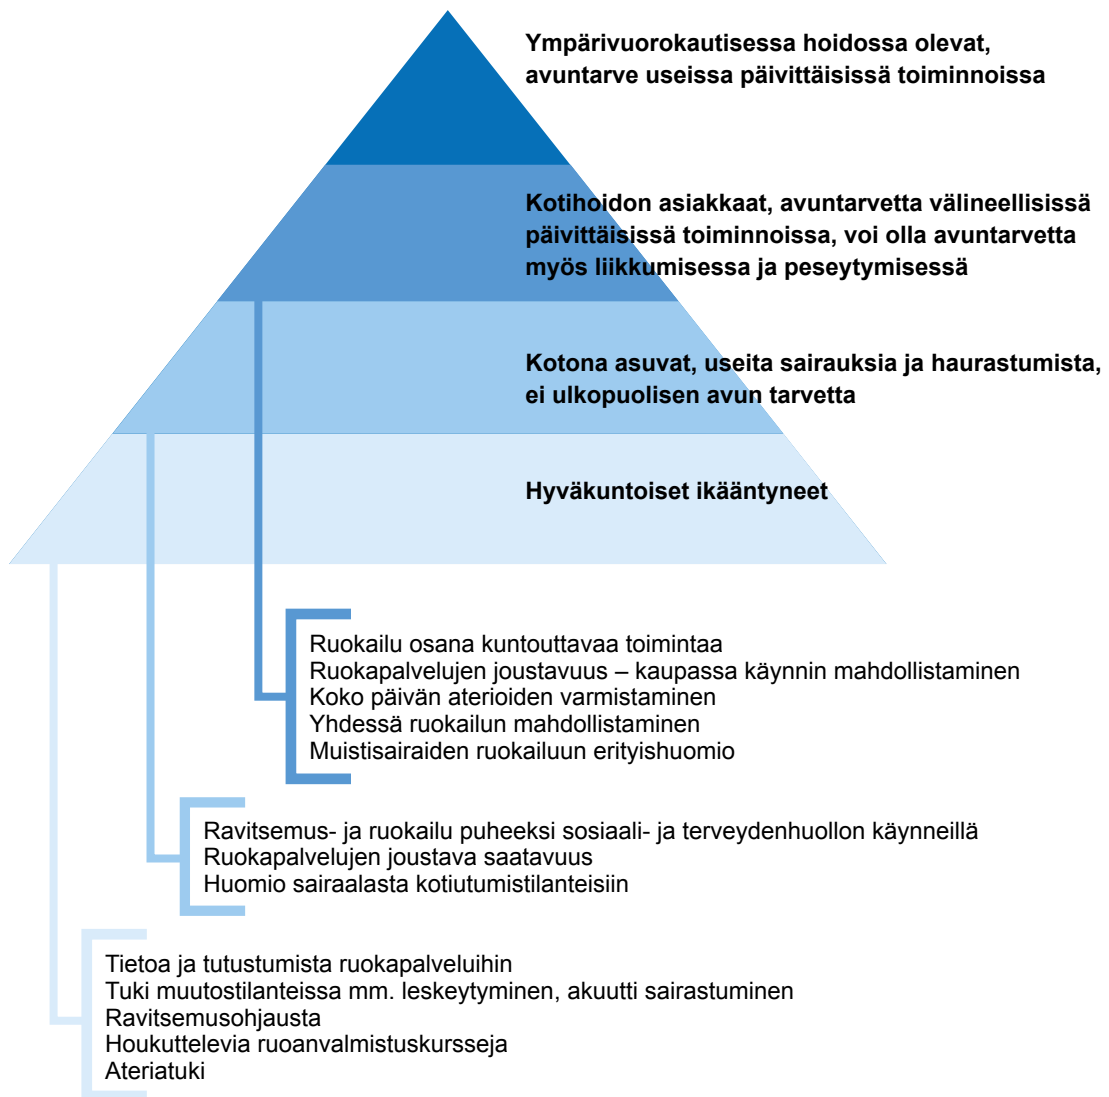 Ympärivuorokautisessa hoidossa olevat,
avuntarve useissa päivittäisissä toiminnoissa
Kotihoidon asiakkaat, avuntarvetta välineellisissä
päivittäisissä toiminnoissa, voi olla avuntarvetta
myös liikkumisessa ja peseytymisessä
Kotona asuvat, useita sairauksia ja haurastumista,
ei ulkopuolisen avun tarvetta
Hyväkuntoiset ikääntyneet
Ruokailu osana kuntouttavaa toimintaa
Ruokapalvelujen joustavuus – kaupassa käynnin mahdollistaminen
Koko päivän aterioiden varmistaminen
Yhdessä ruokailun mahdollistaminen
Muistisairaiden ruokailuun erityishuomio
Ravitsemus- ja ruokailu puheeksi sosiaali- ja terveydenhuollon käynneillä
Ruokapalvelujen joustava saatavuus
Huomio sairaalasta kotiutumistilanteisiin
Tietoa ja tutustumista ruokapalveluihin
Tuki muutostilanteissa mm. leskeytyminen, akuutti sairastuminen
Ravitsemusohjausta
Houkuttelevia ruoanvalmistuskursseja
Ateriatuki